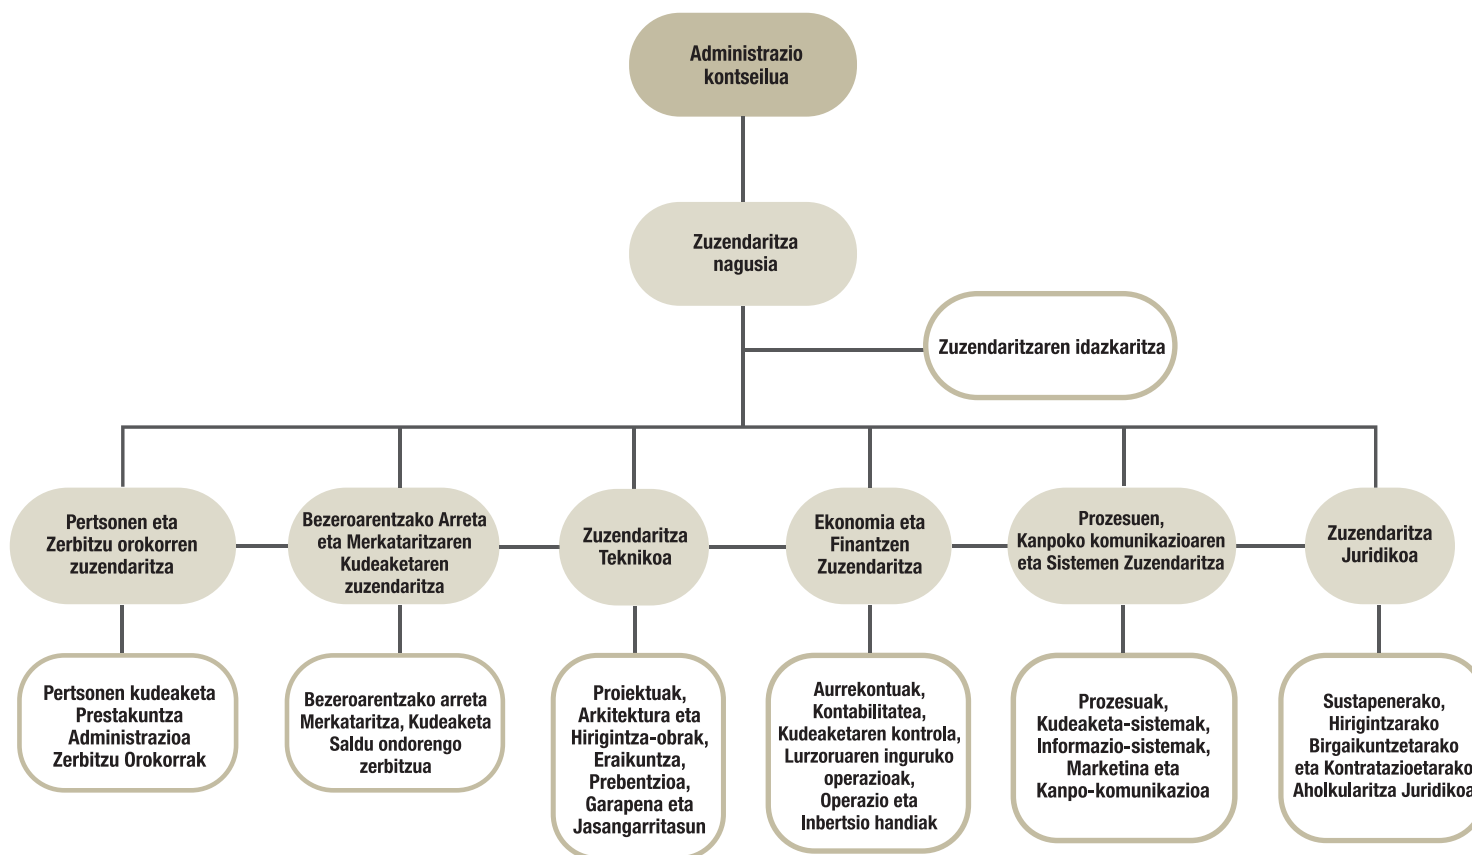 Administrazio
kontseilua
Zuzendaritza
nagusia
Zuzendaritzaren idazkaritza
Pertsonen eta
Zerbitzu orokorren
zuzendaritza
Bezeroarentzako Arreta
eta Merkataritzaren
Kudeaketaren
zuzendaritza
Zuzendaritza
Teknikoa
Ekonomia eta
Finantzen
Zuzendaritza
Prozesuen,
Kanpoko komunikazioaren
eta Sistemen Zuzendaritza
Zuzendaritza
Juridikoa
Pertsonen kudeaketa
Prestakuntza
Administrazioa
Zerbitzu Orokorrak
Bezeroarentzako arreta
Merkataritza, Kudeaketa
Saldu ondorengo
zerbitzua
Proiektuak,
Arkitektura eta
Hirigintza-obrak,
Eraikuntza,
Prebentzioa,
Garapena eta
Jasangarritasun
Aurrekontuak,
Kontabilitatea,
Kudeaketaren kontrola,
Lurzoruaren inguruko
operazioak,
Operazio eta
Inbertsio handiak
Prozesuak,
Kudeaketa-sistemak,
Informazio-sistemak,
Marketina eta
Kanpo-komunikazioa
Sustapenerako,
Hirigintzarako
Birgaikuntzetarako
eta Kontratazioetarako
Aholkularitza Juridikoa